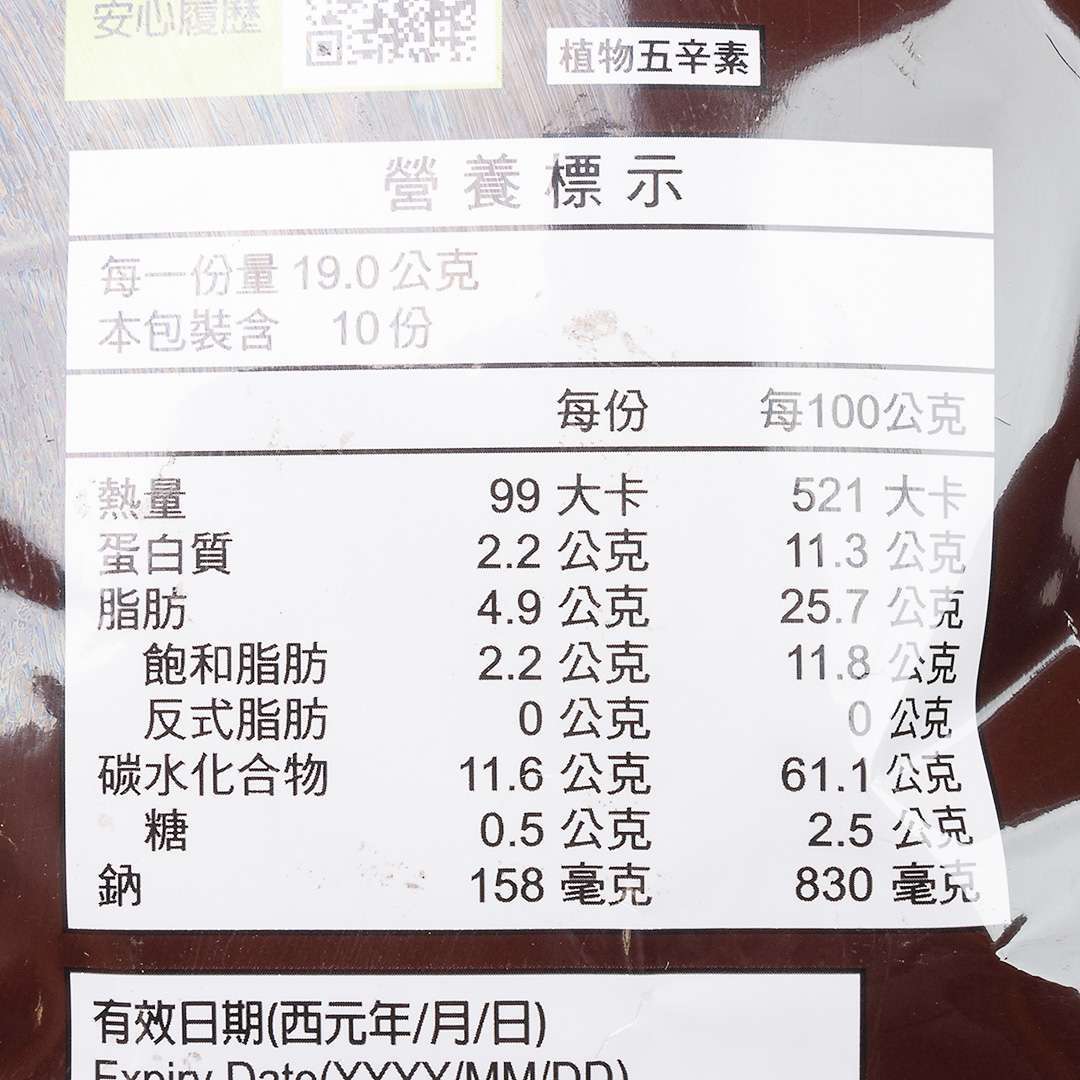 安心履歷
植物五辛素
營養標示
每一份量 19.0 公克
本包裝含 10 份
每份 每100公克
熱量 99 大卡 521 大卡
蛋白質 2.2 公克 11.3 公克
脂肪 4.9 公克 25.7 公克
飽和脂肪 2.2 公克 11.8 公克
反式脂肪 0 公克 0 公克
碳水化合物 11.6 公克 61.1 公克
糖 0.5 公克 2.5 公克
鈉 158 毫克 830 毫克
有效日期(西元年/月/日)
Expiry Date(YYYY/MM/DD)